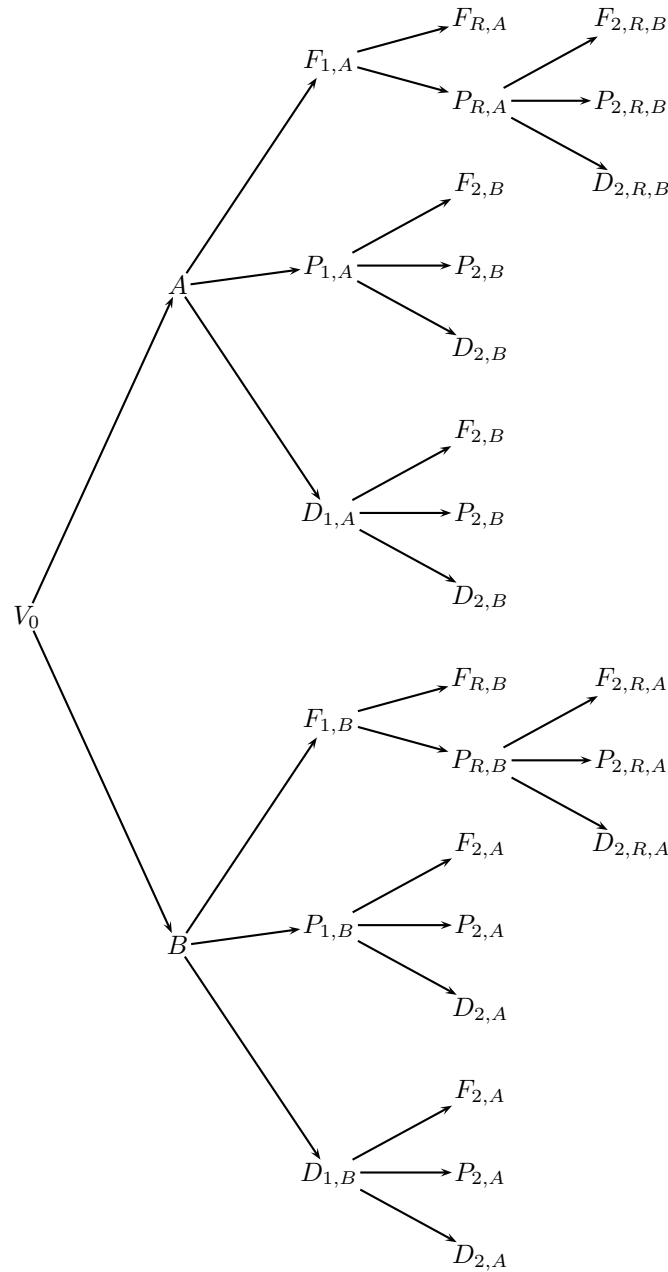 F_{R,A}
F_{2,R,B}
F_{1,A}
P_{R,A}
P_{2,R,B}
D_{2,R,B}
F_{2,B}
A
P_{1,A}
P_{2,B}
D_{2,B}
F_{2,B}
D_{1,A}
P_{2,B}
D_{2,B}
V_0
F_{R,B}
F_{2,R,A}
F_{1,B}
P_{R,B}
P_{2,R,A}
D_{2,R,A}
F_{2,A}
B
P_{1,B}
P_{2,A}
D_{2,A}
F_{2,A}
D_{1,B}
P_{2,A}
D_{2,A}